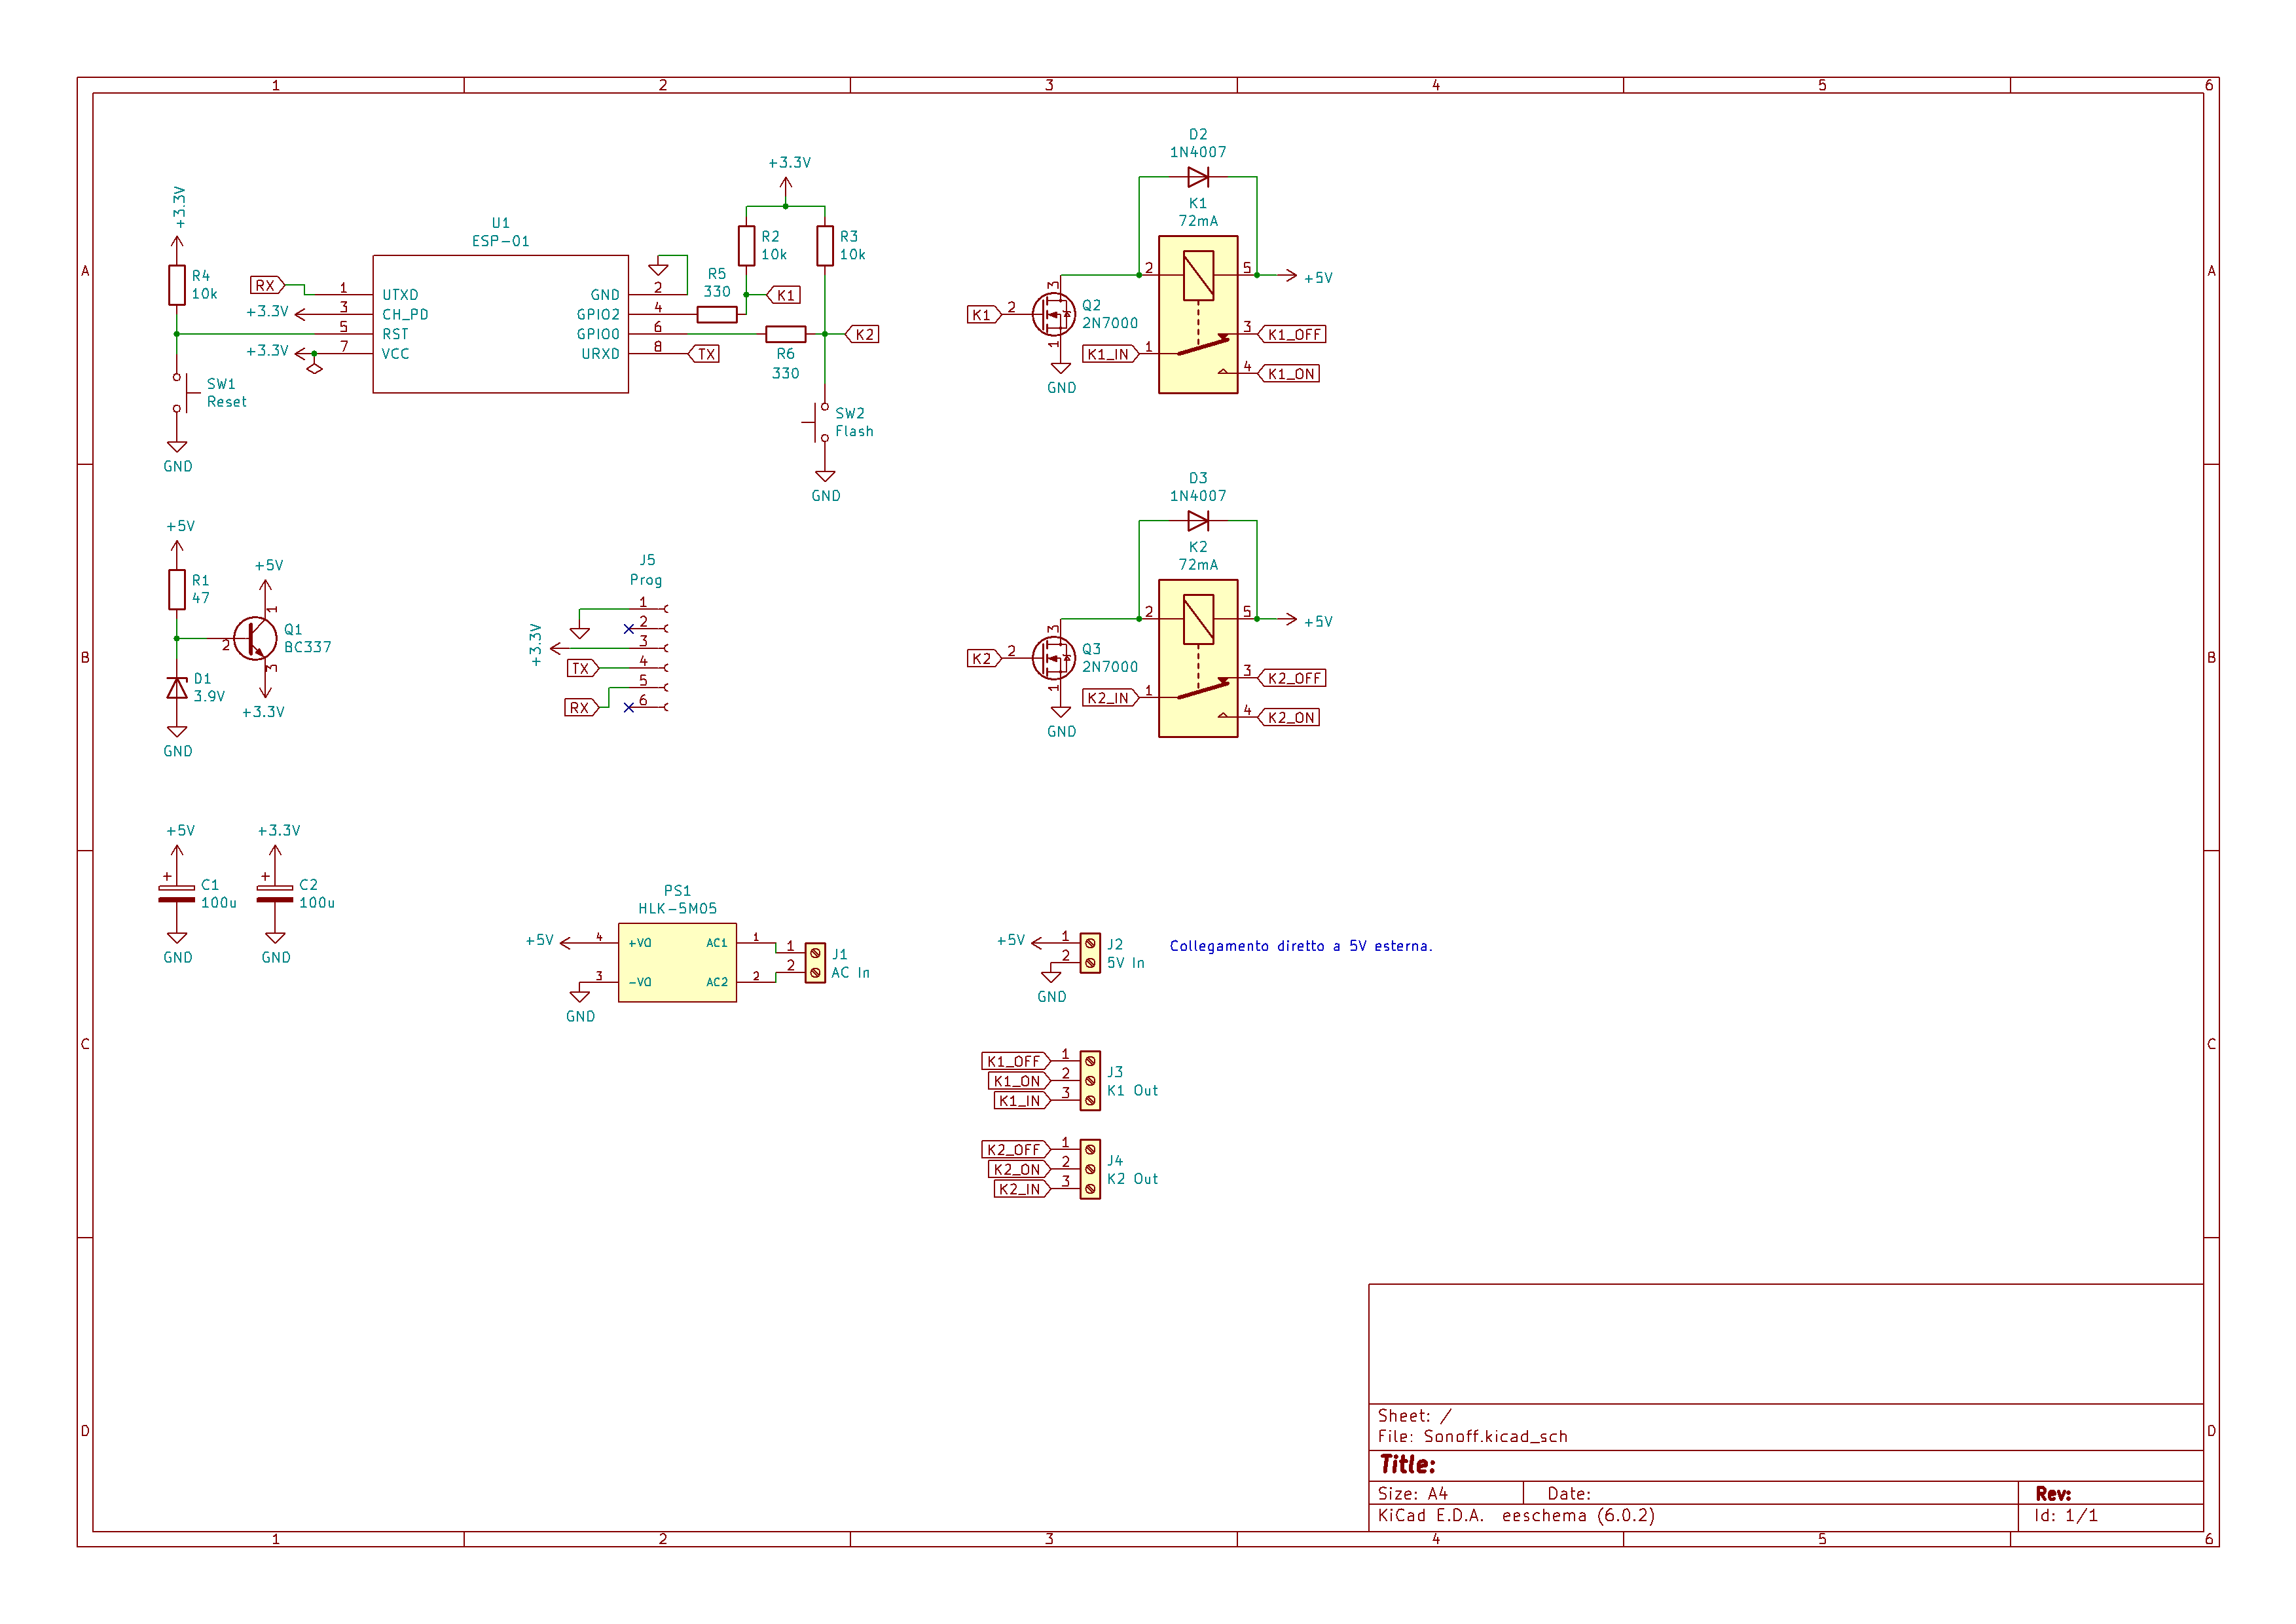 1 2 3 4 5 6
A
B
C
D
A
B
C
D
1 2 3 4 5 6
+3.3V
R4
10k
SW1
Reset
GND
RX
+3.3V
+3.3V
U1
ESP-01
1 UTXD
3 CH_PD
5 RST
7 VCC
GND 2
GPIO2 4
GPIO0 6
URXD 8
TX
+3.3V
R2
10k
R3
10k
R5
330
K1
R6
330
K2
SW2
Flash
GND
D2
1N4007
K1
72mA
2
5
+5V
K1
2
3
1
Q2
2N7000
GND
K1_IN
1
3
K1_OFF
4
K1_ON
D3
1N4007
K2
72mA
2
5
+5V
K2
2
3
1
Q3
2N7000
GND
K2_IN
1
3
K2_OFF
4
K2_ON
+5V
R1
47
D1
3.9V
GND
+5V
1
2
3
Q1
BC337
+3.3V
J5
Prog
1
2
3
4
5
6
+3.3V
TX
RX
+5V
C1
100u
GND
+3.3V
C2
100u
GND
PS1
HLK-5M05
+5V
4
3
+V0
-V0
AC1
AC2
1
2
GND
1
2
J1
AC In
+5V
1
2
J2
5V In
GND
Collegamento diretto a 5V esterna.
K1_OFF 1
K1_ON 2
K1_IN 3
J3
K1 Out
K2_OFF 1
K2_ON 2
K2_IN 3
J4
K2 Out
Sheet: /
File: Sonoff.kicad_sch
Title:
Size: A4 Date: Rev:
KiCad E.D.A. eeschema (6.0.2) Id: 1/1